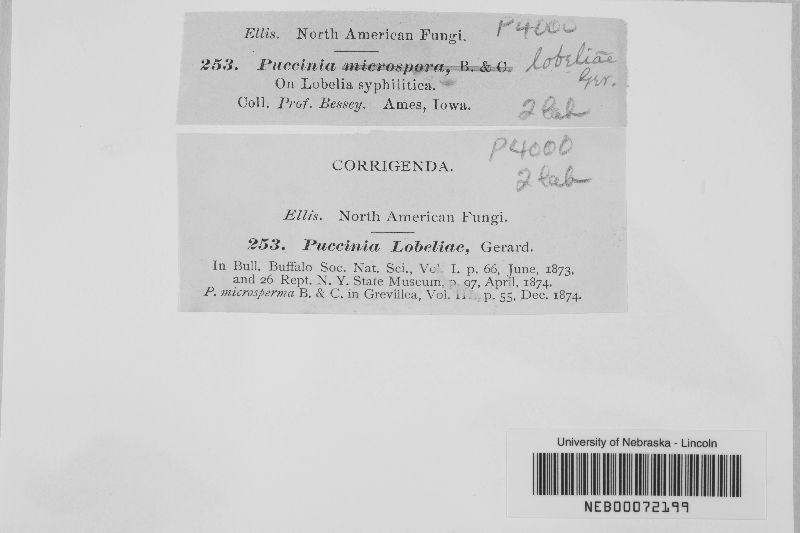 P4000
Ellis. North American Fungi.
253. Puccinia microspora, B. & C. lobeliae
Ger.
On Lobelia syphilitica.
Coll. Prof. Bessey. Ames, Iowa.
2 lab
P4000
CORRIGENDA.
2 lab
Ellis. North American Fungi.
253. Puccinia Lobeliae, Gerard.
In Bull. Buffalo Soc. Nat. Sci., Vol. I. p. 66, June, 1873,
and 26 Rept. N. Y. State Museum, p. 97, April, 1874.
P. microsperma B. & C. in Grevillea, Vol. p. 55, Dec. 1874.
University of Nebraska - Lincoln
NEB00072199